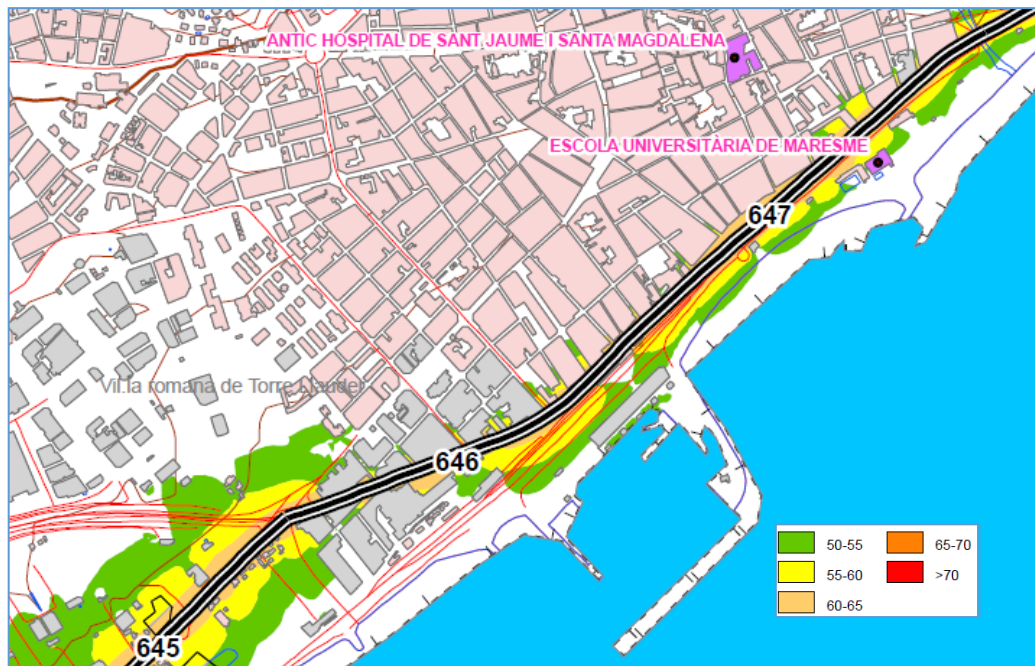 ANTIC HOSPITAL DE SANT JAUME I SANTA MAGDALENA
ESCOLA UNIVERSITÀRIA DE MARESME
647
Vil.la romana de Torre Llauder
646
645
50-55
65-70
55-60
>70
60-65